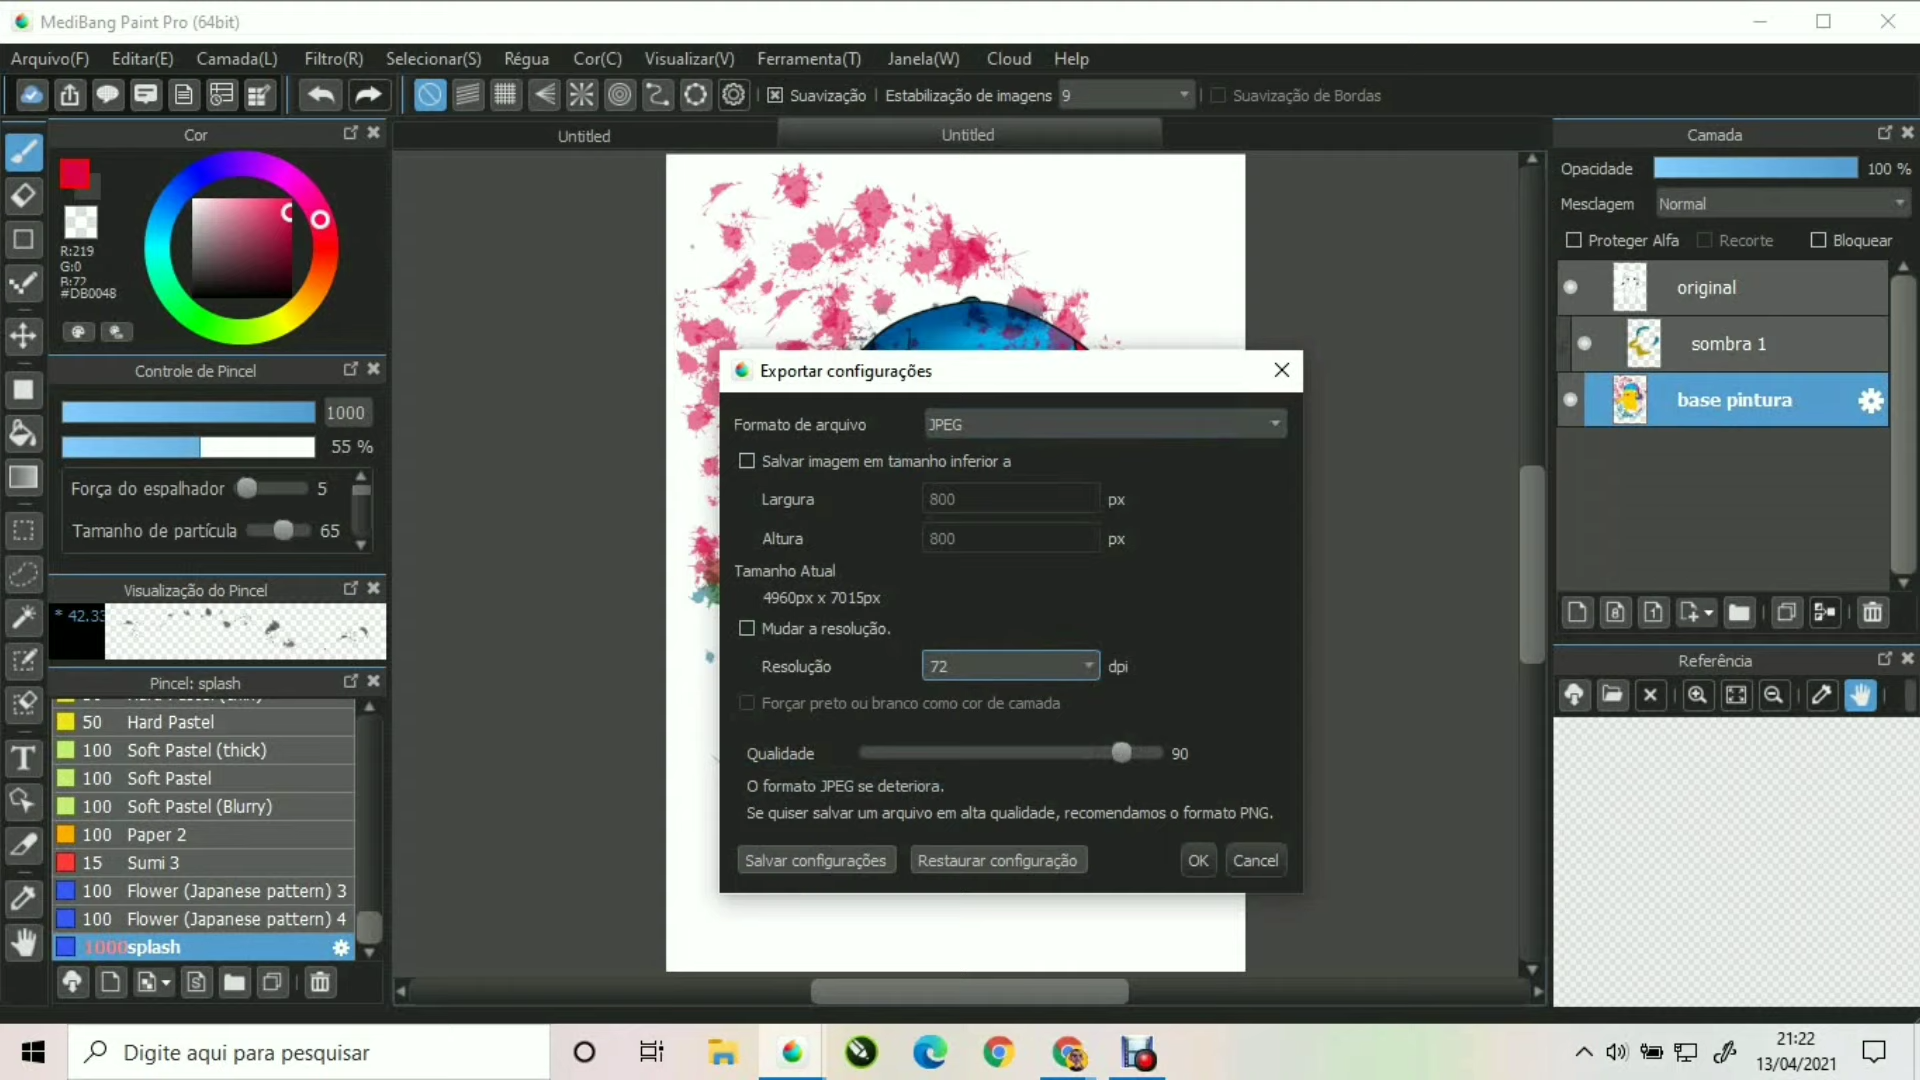 MediBang Paint Pro (64bit)
Arquivo(F) Editar(E) Camada(L) Filtro(R) Selecionar(S) Régua Cor(C) Visualizar(V) Ferramenta(T) Janela(W) Cloud Help
Suavização Estabilização de imagens 9 Suavização de Bordas
Cor
R:219
G:0
B:72
#DB0048
Controle de Pincel
1000
55 %
Força do espalhador 5
Tamanho de partícula 65
Visualização do Pincel
* 42.33
Pincel: splash
50 Hard Pastel
100 Soft Pastel (thick)
100 Soft Pastel
100 Soft Pastel (Blurry)
100 Paper 2
15 Sumi 3
100 Flower (Japanese pattern) 3
100 Flower (Japanese pattern) 4
1000 splash
Untitled Untitled
Exportar configurações
Formato de arquivo JPEG
Salvar imagem em tamanho inferior a
Largura 800 px
Altura 800 px
Tamanho Atual
4960px x 7015px
Mudar a resolução.
Resolução 72 dpi
Forçar preto ou branco como cor de camada
Qualidade 90
O formato JPEG se deteriora.
Se quiser salvar um arquivo em alta qualidade, recomendamos o formato PNG.
Salvar configurações Restaurar configuração OK Cancel
Camada
Opacidade 100 %
Mesclagem Normal
Proteger Alfa Recorte Bloquear
original
sombra 1
base pintura
Referência
Digite aqui para pesquisar
21:22
13/04/2021